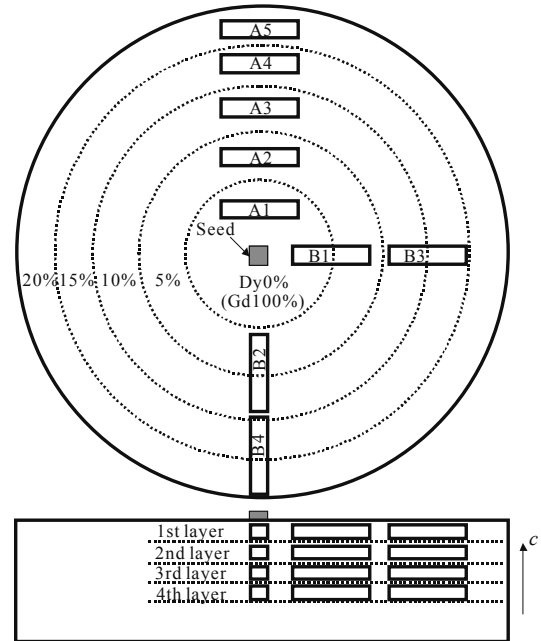 A5
A4
A3
A2
A1
Seed
B1
B3
20% 15% 10% 5%
Dy0%
(Gd100%)
B2
B4
1st layer
2nd layer
3rd layer
4th layer
c